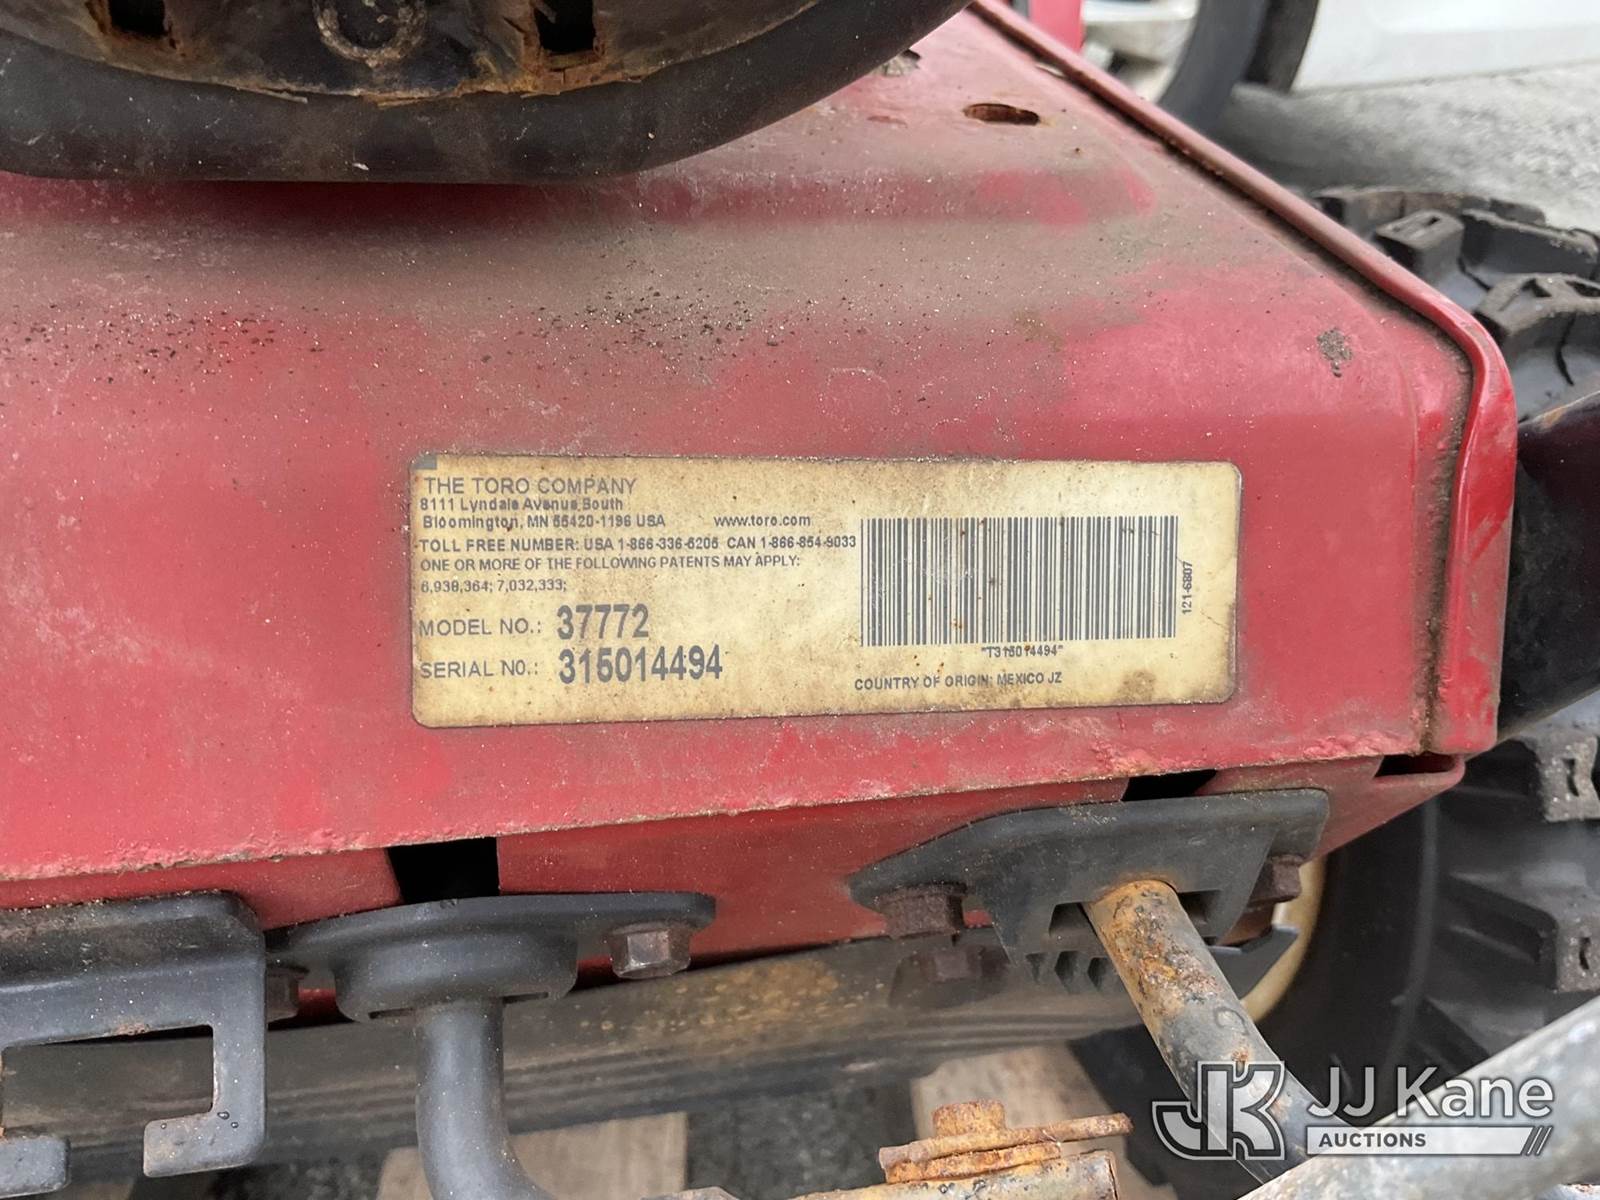 THE TORO COMPANY
8111 Lyndale Avenue South
Bloomington, MN 55420-1196 USA www.toro.com
TOLL FREE NUMBER: USA 1-866-336-5205 CAN 1-866-854-9033
ONE OR MORE OF THE FOLLOWING PATENTS MAY APPLY:
6,938,364; 7,032,333;
MODEL NO.: 37772
SERIAL NO.: 315014494
"T315014494"
121-6807
COUNTRY OF ORIGIN: MEXICO JZ
JK JJ Kane
AUCTIONS